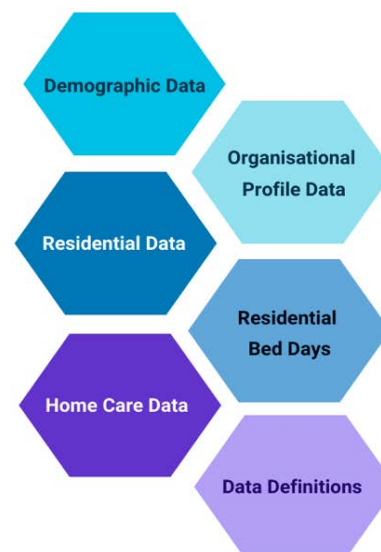 Demographic Data
Organisational
Profile Data
Residential Data
Residential
Bed Days
Home Care Data
Data Definitions